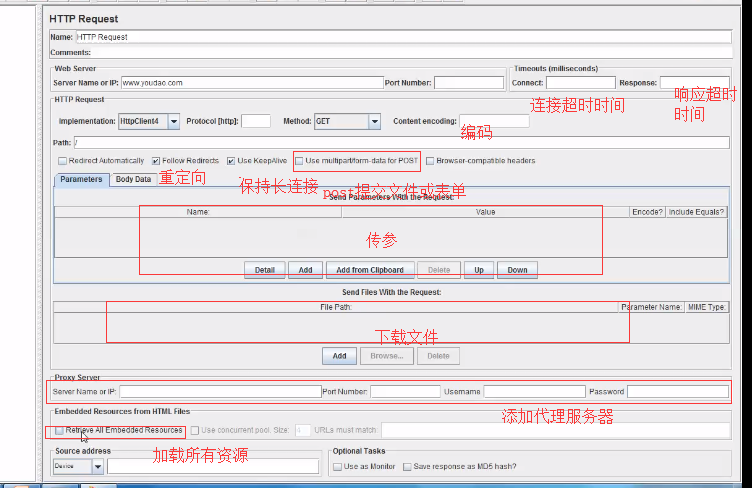 HTTP Request
Name: HTTP Request
Comments:
Web Server
Timeouts (milliseconds)
Server Name or IP: www.youdao.com Port Number: Connect: Response:
HTTP Request
连接超时时间
响应超时时间
Implementation: HttpClient4 Protocol [http]: Method: GET Content encoding:
编码
Path: /
Redirect Automatically Follow Redirects Use KeepAlive Use multipart/form-data for POST Browser-compatible headers
Parameters Body Data
重定向 保持长连接 post提交文件或表单
Send Parameters With the Request:
Name: Value Encode? Include Equals?
传参
Detail Add Add from Clipboard Delete Up Down
Send Files With the Request:
File Path: Parameter Name: MIME Type:
下载文件
Add Browse... Delete
Proxy Server
Server Name or IP: Port Number: Username Password
Embedded Resources from HTML Files
添加代理服务器
Retrieve All Embedded Resources Use concurrent pool. Size: 4 URLs must match:
Source address
加载所有资源
Optional Tasks
Device Use as Monitor Save response as MD5 hash?